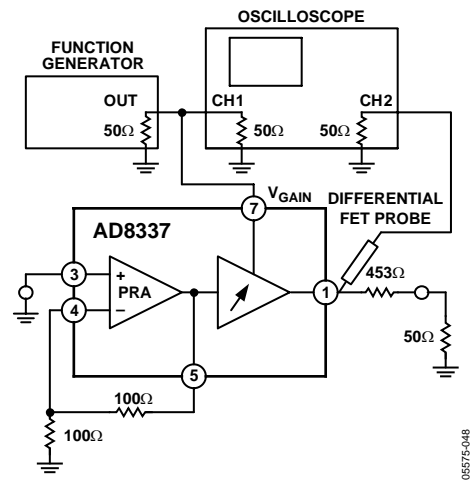 OSCILLOSCOPE
FUNCTION
GENERATOR
OUT
CH1
CH2
50Ω
50Ω
50Ω
VGAIN
DIFFERENTIAL
FET PROBE
7
AD8337
453Ω
3
+
PRA
4
−
1
50Ω
5
100Ω
100Ω
05575-048